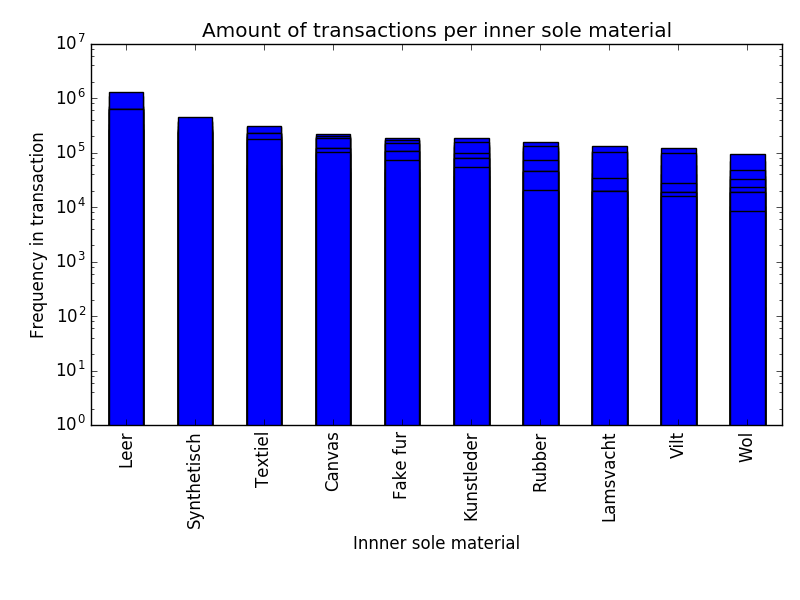 Amount of transactions per inner sole material
Frequency in transaction
10^7
10^6
10^5
10^4
10^3
10^2
10^1
10^0
Leer
Synthetisch
Textiel
Canvas
Fake fur
Kunstleder
Rubber
Lamsvacht
Vilt
Wol
Innner sole material